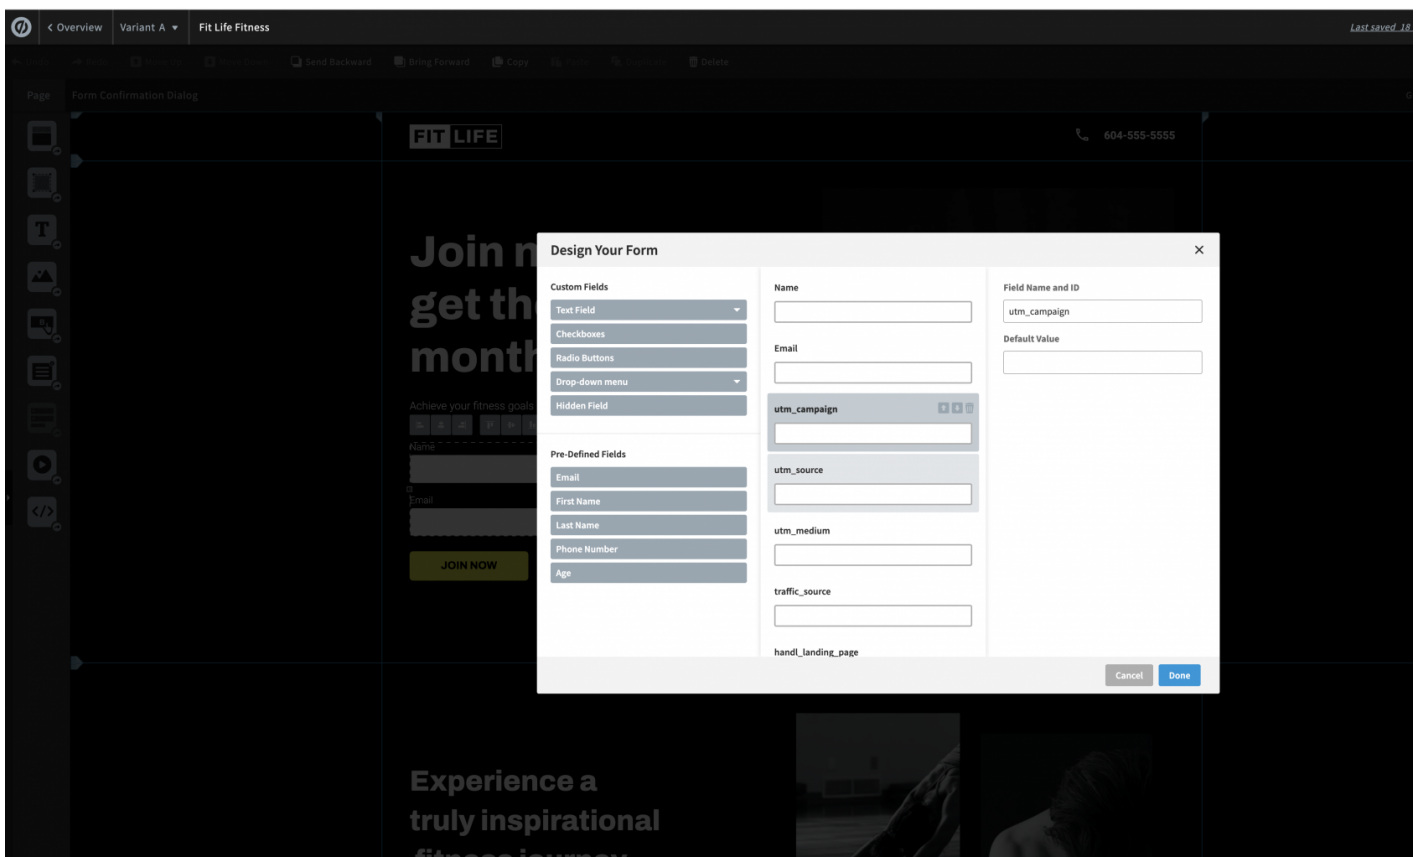 Overview
Variant A
Fit Life Fitness
Last saved 18
Send Backward
Bring Forward
Copy
Delete
Page
Form Confirmation Dialog
FIT LIFE
604-555-5555
Join
get th
month
Achieve your fitness goals
Name
Email
JOIN NOW
Design Your Form
Custom Fields
Text Field
Checkboxes
Radio Buttons
Drop-down menu
Hidden Field
Pre-Defined Fields
Email
First Name
Last Name
Phone Number
Age
Name
Email
utm_campaign
utm_source
utm_medium
traffic_source
handl_landing_page
Field Name and ID
utm_campaign
Default Value
Cancel
Done
Experience a
truly inspirational
fitness journey